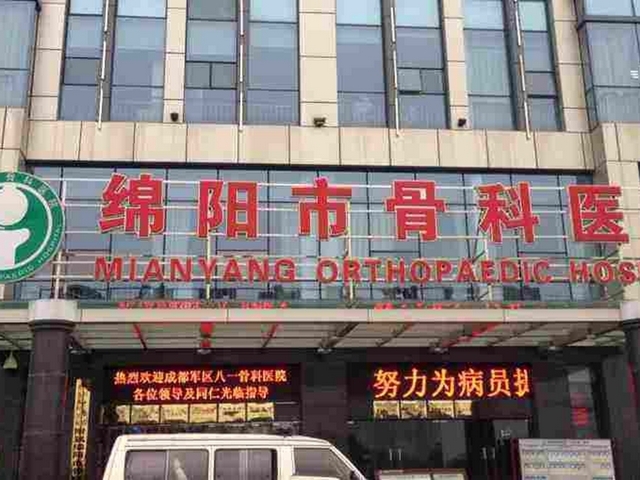 绵阳市骨科医
MIANYANG ORTHOPAEDIC HOS
热烈欢迎成都军区八一骨科医院
各位领导及同仁光临指导
努力为病员提